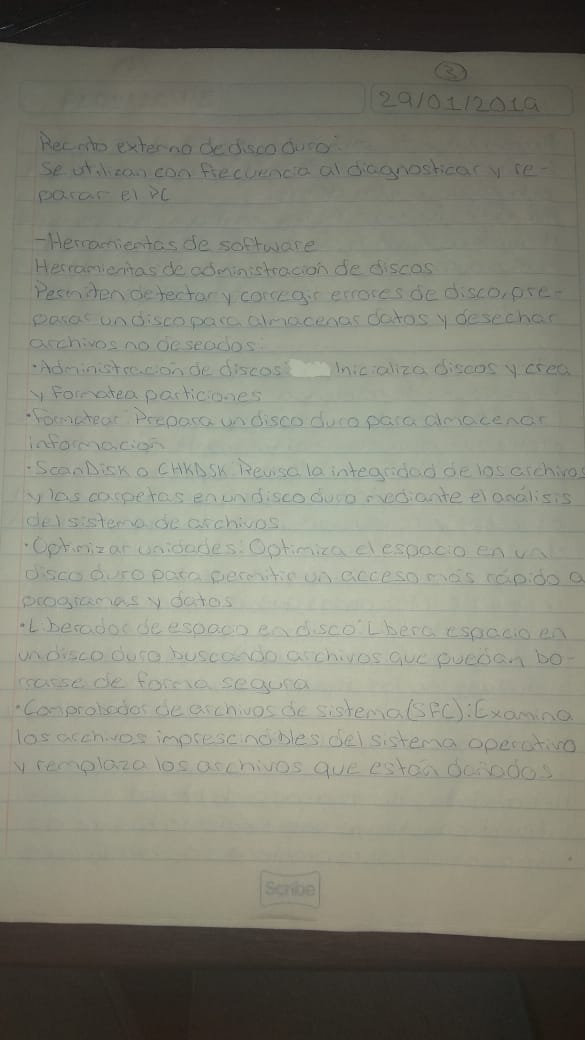 3
29/01/2019
Recinto externo de disco duro:
Se utilizan con frecuencia al diagnosticar y re-
parar el PC
-Herramientas de software
Herramientas de administracion de discos
Permiten detectar y corregir errores de disco, pre-
parar un disco para almacenar datos y desechar
archivos no deseados:
·Administración de discos Inicializa discos y crea
y formatea particiones
·Formatear: Prepara un disco duro para almacenar
información
·ScanDisk o CHKDSK: Revisa la integridad de los archivos
y las carpetas en un disco duro mediante el análisis
del sistema de archivos
·Optimizar unidades: Optimiza el espacio en un
disco duro para permitir un acceso más rápido a
programas y datos
·Liberador de espacio en disco: Libera espacio en
un disco duro buscando archivos que puedan bo-
rrarse de forma segura
·Comprobador de archivos de sistema (SFC): Examina
los archivos imprescindibles del sistema operativo
y remplaza los archivos que están dañados
Scribe